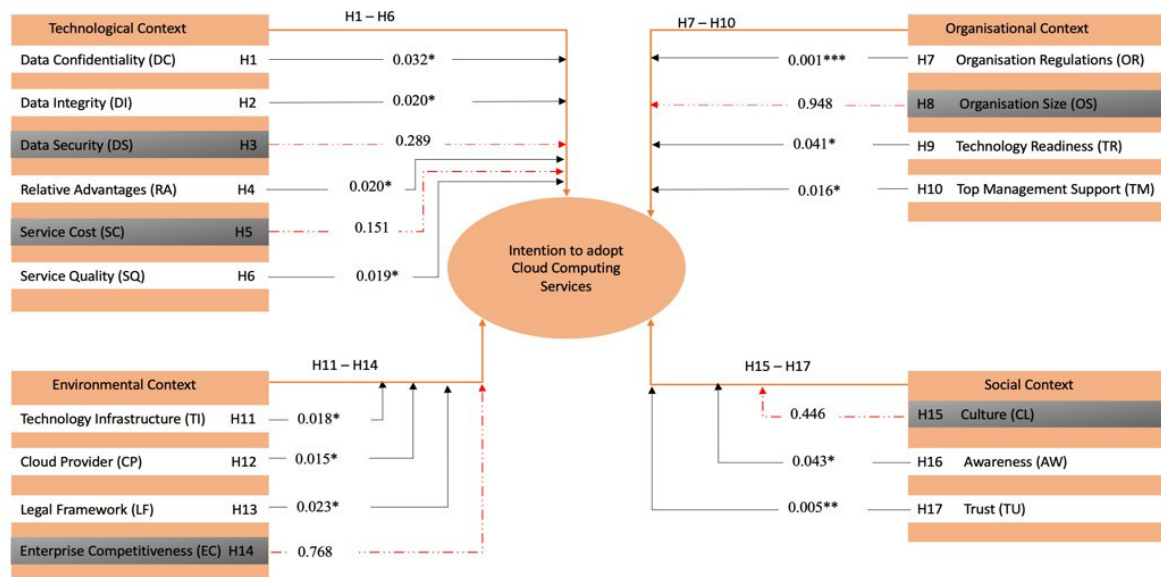 H1 – H6
Technological Context
Data Confidentiality (DC) H1 0.032*
Data Integrity (DI) H2 0.020*
Data Security (DS) H3 0.289
Relative Advantages (RA) H4 0.020*
Service Cost (SC) H5 0.151
Service Quality (SQ) H6 0.019*
H7 – H10
Organisational Context
0.001*** H7 Organisation Regulations (OR)
0.948 H8 Organisation Size (OS)
0.041* H9 Technology Readiness (TR)
0.016* H10 Top Management Support (TM)
Intention to adopt
Cloud Computing
Services
H11 – H14
Environmental Context
Technology Infrastructure (TI) H11 0.018*
Cloud Provider (CP) H12 0.015*
Legal Framework (LF) H13 0.023*
Enterprise Competitiveness (EC) H14 0.768
H15 – H17
Social Context
0.446 H15 Culture (CL)
0.043* H16 Awareness (AW)
0.005** H17 Trust (TU)